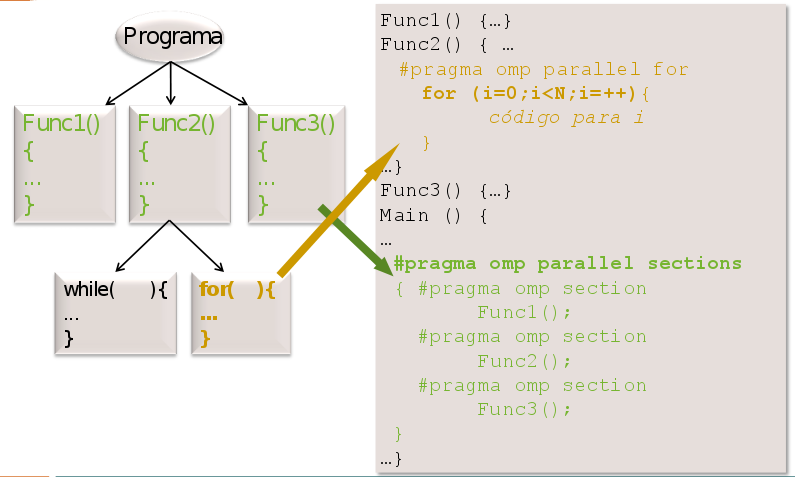 Programa
Func1()
{
...
}
Func2()
{
...
}
Func3()
{
...
}
while(   ){
...
}
for(   ){
...
}
Func1() {…}
Func2() { …
#pragma omp parallel for
for (i=0;i<N;i=++){
código para i
}
…}
Func3() {…}
Main () {
…
#pragma omp parallel sections
{ #pragma omp section
Func1();
#pragma omp section
Func2();
#pragma omp section
Func3();
}
…}